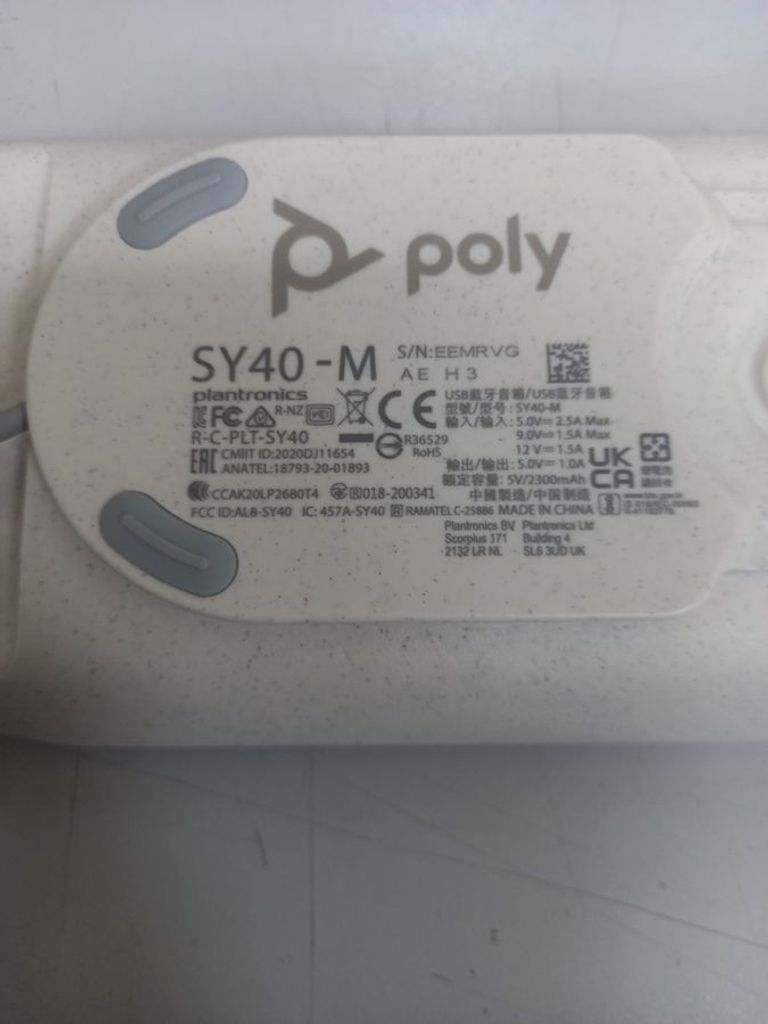 poly
SY40-M
S/N:EEMRVG
AE H3
plantronics
FC R-NZ CE
R-C-PLT-SY40
R36529
RoHS
EAC CMIIT ID:2020DJ11654
ANATEL:18793-20-01893
CCAK20LP2680T4 018-200341
FCC ID:AL8-SY40 IC: 457A-SY40 RAMATEL C-25886 MADE IN CHINA
USB藍牙音箱/USB蓝牙音箱
型號/型号: SY40-M
輸入/输入: 5.0V⎓2.5A Max
9.0V⎓1.5A Max
12V⎓1.5A
輸出/输出: 5.0V⎓1.0A
額定容量: 5V/2300mAh
中國製造/中国制造
UK
CA
Plantronics BV Plantronics Ltd
Scorpius 171 Building 4
2132 LR NL SL6 3UD UK